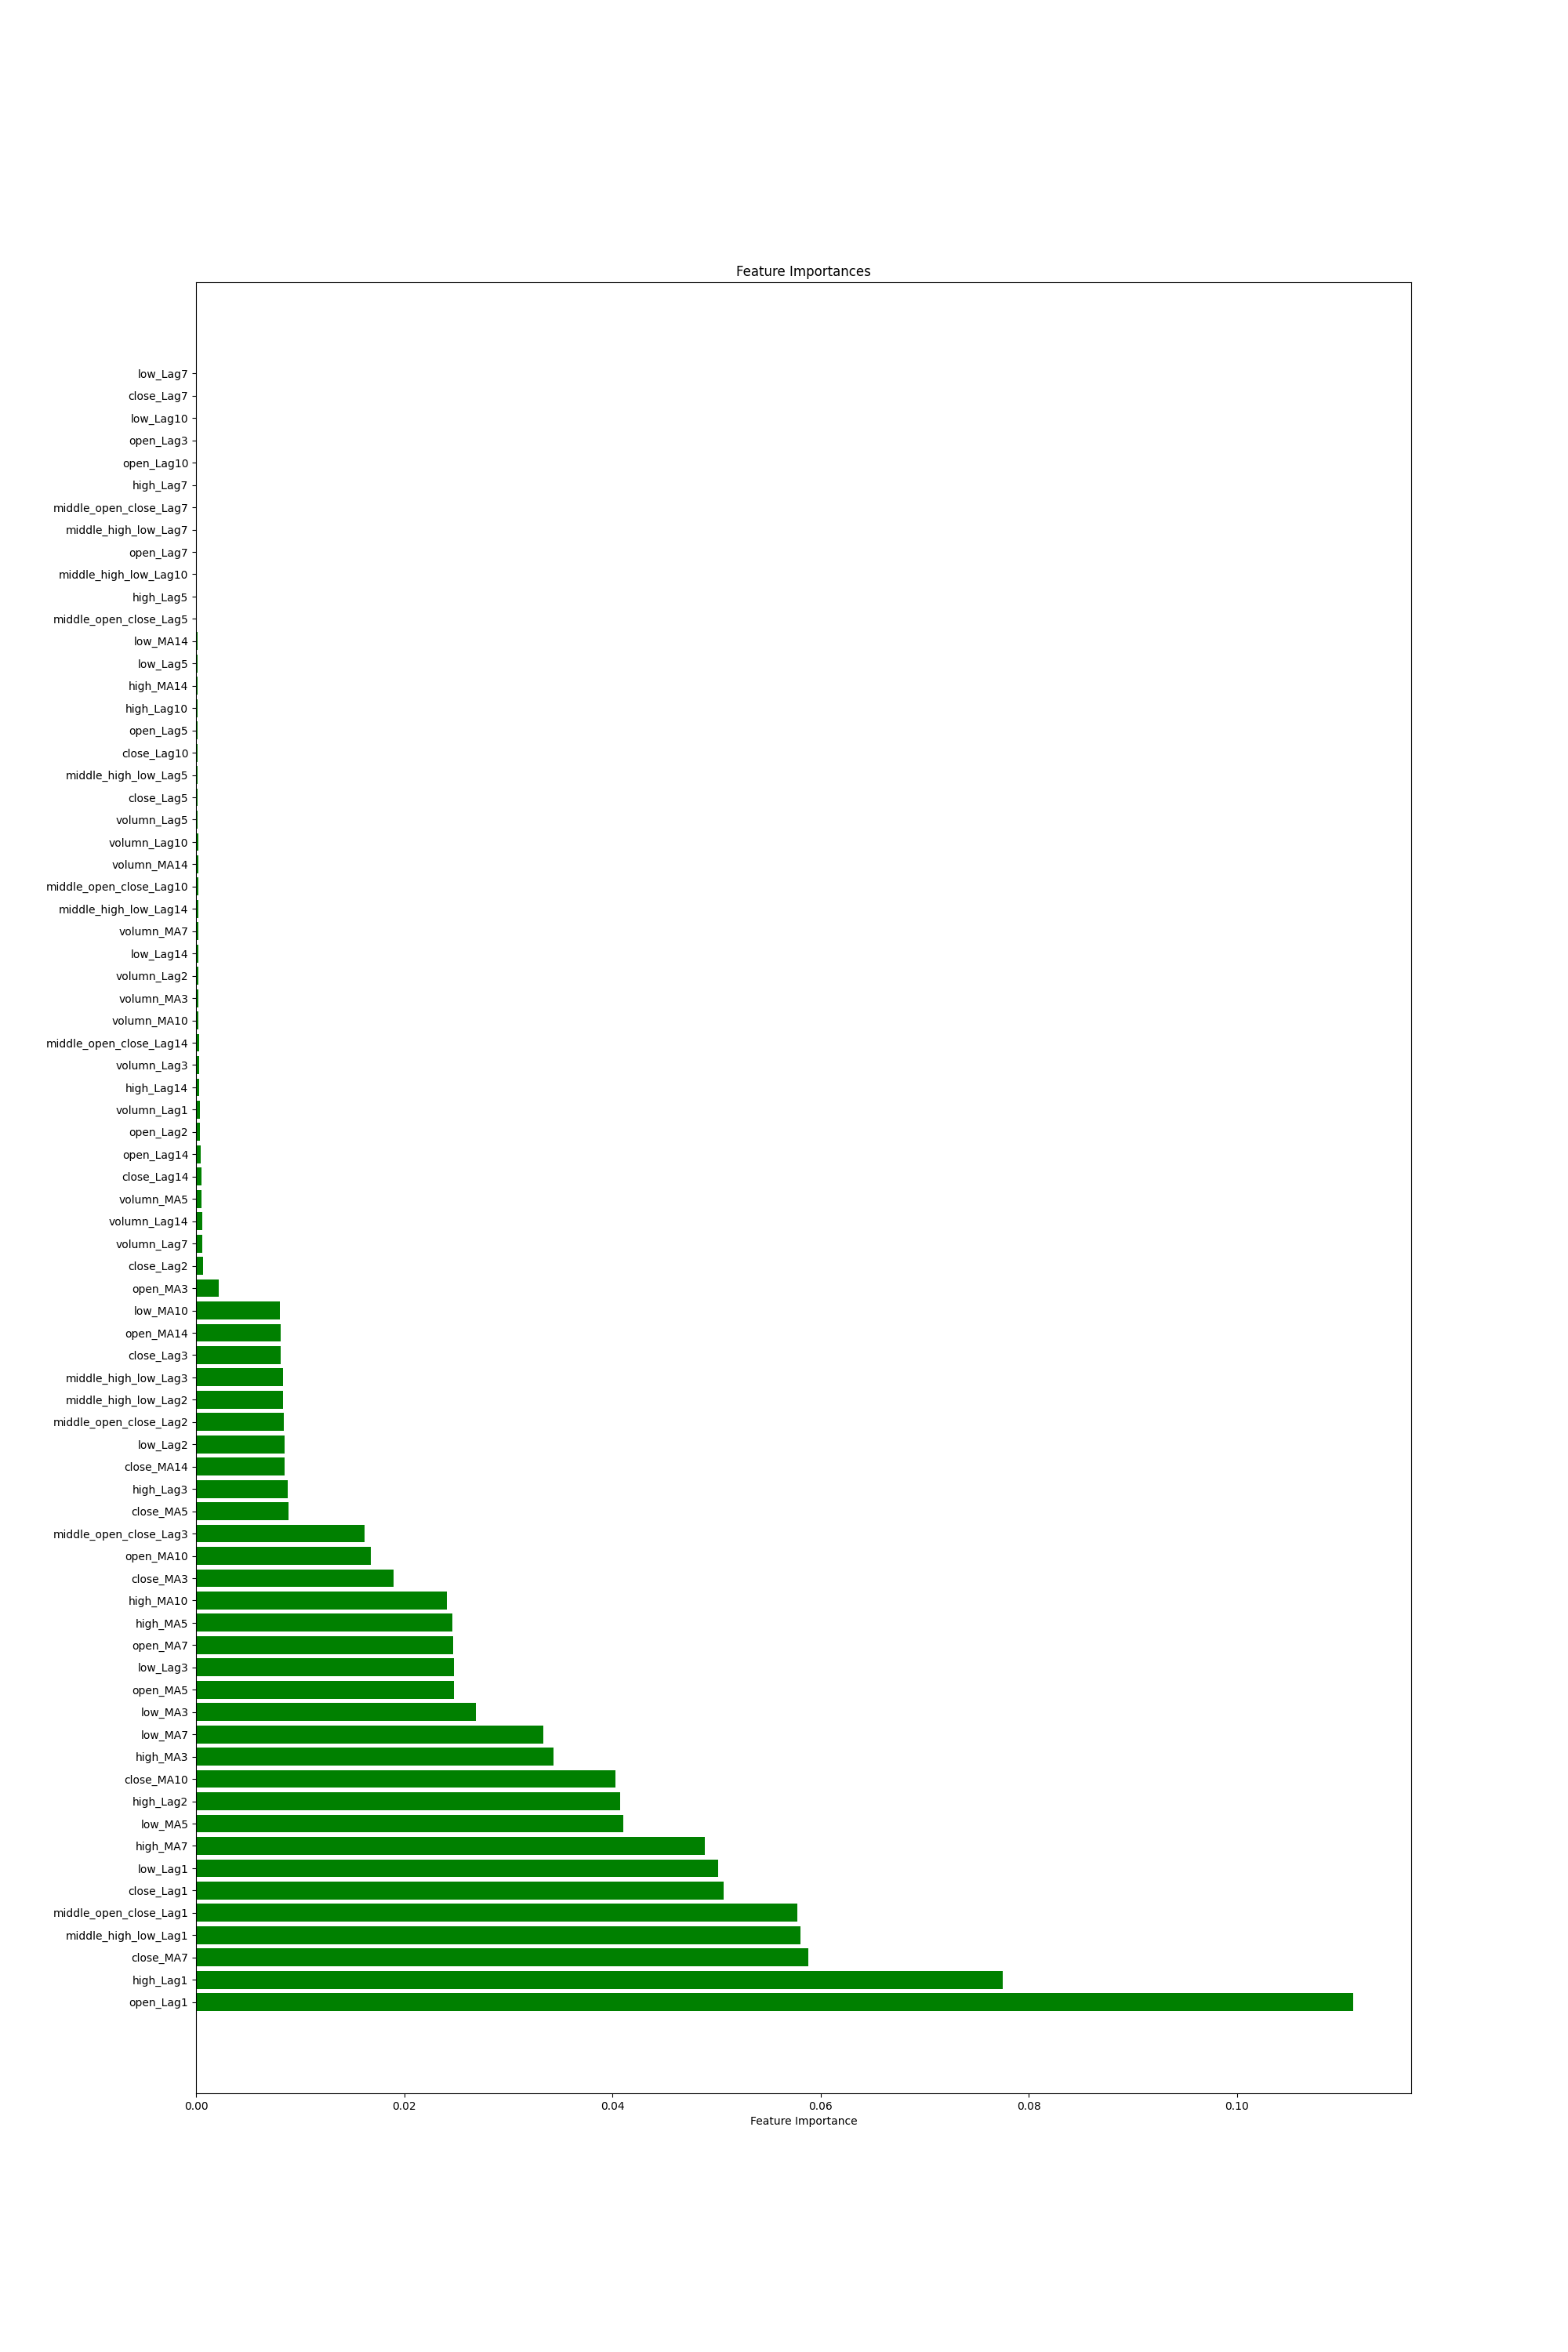 Feature Importances
low_Lag7
close_Lag7
low_Lag10
open_Lag3
open_Lag10
high_Lag7
middle_open_close_Lag7
middle_high_low_Lag7
open_Lag7
middle_high_low_Lag10
high_Lag5
middle_open_close_Lag5
low_MA14
low_Lag5
high_MA14
high_Lag10
open_Lag5
close_Lag10
middle_high_low_Lag5
close_Lag5
volumn_Lag5
volumn_Lag10
volumn_MA14
middle_open_close_Lag10
middle_high_low_Lag14
volumn_MA7
low_Lag14
volumn_Lag2
volumn_MA3
volumn_MA10
middle_open_close_Lag14
volumn_Lag3
high_Lag14
volumn_Lag1
open_Lag2
open_Lag14
close_Lag14
volumn_MA5
volumn_Lag14
volumn_Lag7
close_Lag2
open_MA3
low_MA10
open_MA14
close_Lag3
middle_high_low_Lag3
middle_high_low_Lag2
middle_open_close_Lag2
low_Lag2
close_MA14
high_Lag3
close_MA5
middle_open_close_Lag3
open_MA10
close_MA3
high_MA10
high_MA5
open_MA7
low_Lag3
open_MA5
low_MA3
low_MA7
high_MA3
close_MA10
high_Lag2
low_MA5
high_MA7
low_Lag1
close_Lag1
middle_open_close_Lag1
middle_high_low_Lag1
close_MA7
high_Lag1
open_Lag1
0.00 0.02 0.04 0.06 0.08 0.10
Feature Importance